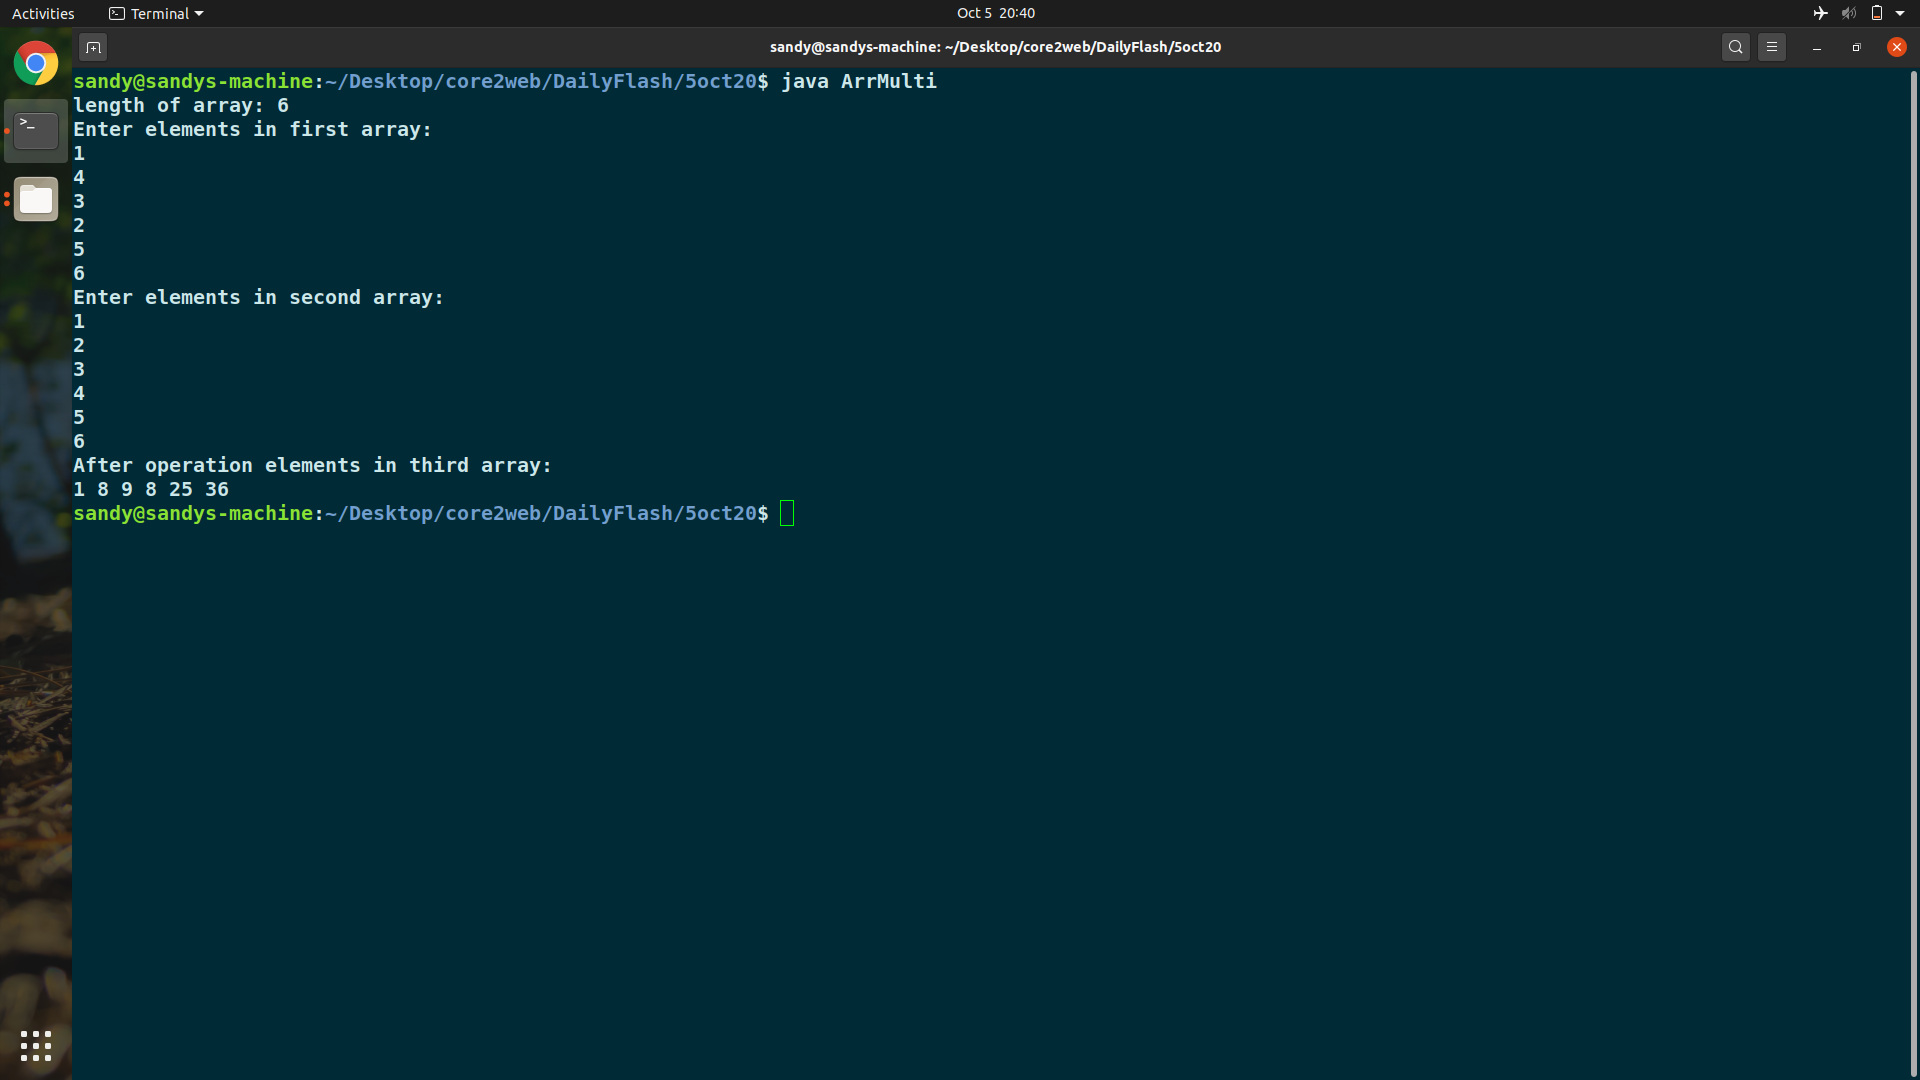 Activities
Terminal
Oct 5 20:40
sandy@sandys-machine: ~/Desktop/core2web/DailyFlash/5oct20
sandy@sandys-machine:~/Desktop/core2web/DailyFlash/5oct20$ java ArrMulti
length of array: 6
Enter elements in first array:
1
4
3
2
5
6
Enter elements in second array:
1
2
3
4
5
6
After operation elements in third array:
1 8 9 8 25 36
sandy@sandys-machine:~/Desktop/core2web/DailyFlash/5oct20$